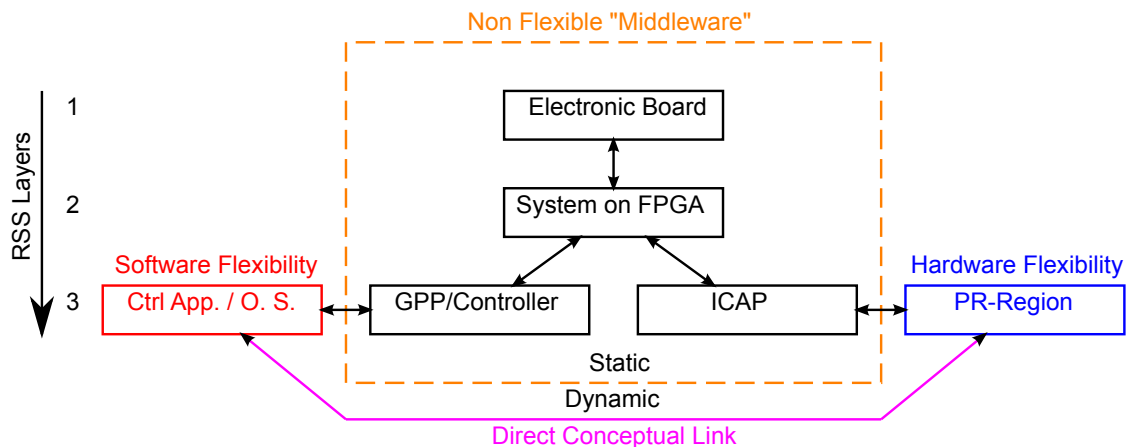 Non Flexible "Middleware"
RSS Layers
1
Electronic Board
2
System on FPGA
Software Flexibility
Hardware Flexibility
3
Ctrl App. / O. S.
GPP/Controller
ICAP
PR-Region
Static
Dynamic
Direct Conceptual Link